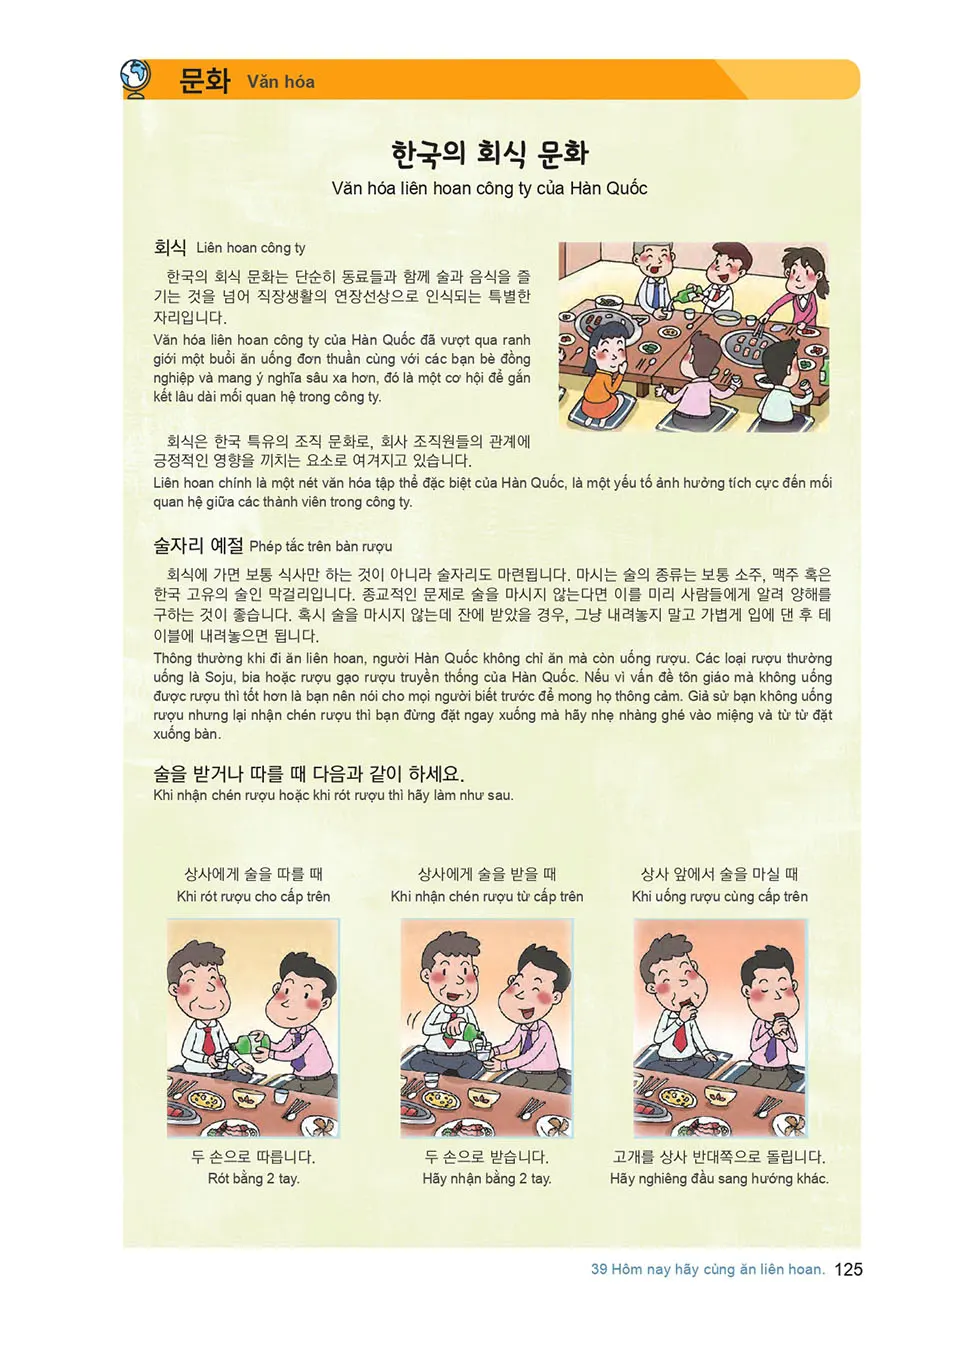 문화 Văn hóa
한국의 회식 문화
Văn hóa liên hoan công ty của Hàn Quốc
회식 Liên hoan công ty
한국의 회식 문화는 단순히 동료들과 함께 술과 음식을 즐
기는 것을 넘어 직장생활의 연장선상으로 인식되는 특별한
자리입니다.
Văn hóa liên hoan công ty của Hàn Quốc đã vượt qua ranh
giới một buổi ăn uống đơn thuần cùng với các bạn bè đồng
nghiệp và mang ý nghĩa sâu xa hơn, đó là một cơ hội để gắn
kết lâu dài mối quan hệ trong công ty.
회식은 한국 특유의 조직 문화로, 회사 조직원들의 관계에
긍정적인 영향을 끼치는 요소로 여겨지고 있습니다.
Liên hoan chính là một nét văn hóa tập thể đặc biệt của Hàn Quốc, là một yếu tố ảnh hưởng tích cực đến mối
quan hệ giữa các thành viên trong công ty.
술자리 예절 Phép tắc trên bàn rượu
회식에 가면 보통 식사만 하는 것이 아니라 술자리도 마련됩니다. 마시는 술의 종류는 보통 소주, 맥주 혹은
한국 고유의 술인 막걸리입니다. 종교적인 문제로 술을 마시지 않는다면 이를 미리 사람들에게 알려 양해를
구하는 것이 좋습니다. 혹시 술을 마시지 않는데 잔에 받았을 경우, 그냥 내려놓지 말고 가볍게 입에 댄 후 테
이블에 내려놓으면 됩니다.
Thông thường khi đi ăn liên hoan, người Hàn Quốc không chỉ ăn mà còn uống rượu. Các loại rượu thường
uống là Soju, bia hoặc rượu gạo rượu truyền thống của Hàn Quốc. Nếu vì vấn đề tôn giáo mà không uống
được rượu thì tốt hơn là bạn nên nói cho mọi người biết trước để mong họ thông cảm. Giả sử bạn không uống
rượu nhưng lại nhận chén rượu thì bạn đừng đặt ngay xuống mà hãy nhẹ nhàng ghé vào miệng và từ từ đặt
xuống bàn.
술을 받거나 따를 때 다음과 같이 하세요.
Khi nhận chén rượu hoặc khi rót rượu thì hãy làm như sau.
상사에게 술을 따를 때
Khi rót rượu cho cấp trên
상사에게 술을 받을 때
Khi nhận chén rượu từ cấp trên
상사 앞에서 술을 마실 때
Khi uống rượu cùng cấp trên
두 손으로 따릅니다.
Rót bằng 2 tay.
두 손으로 받습니다.
Hãy nhận bằng 2 tay.
고개를 상사 반대쪽으로 돌립니다.
Hãy nghiêng đầu sang hướng khác.
39 Hôm nay hãy cùng ăn liên hoan. 125